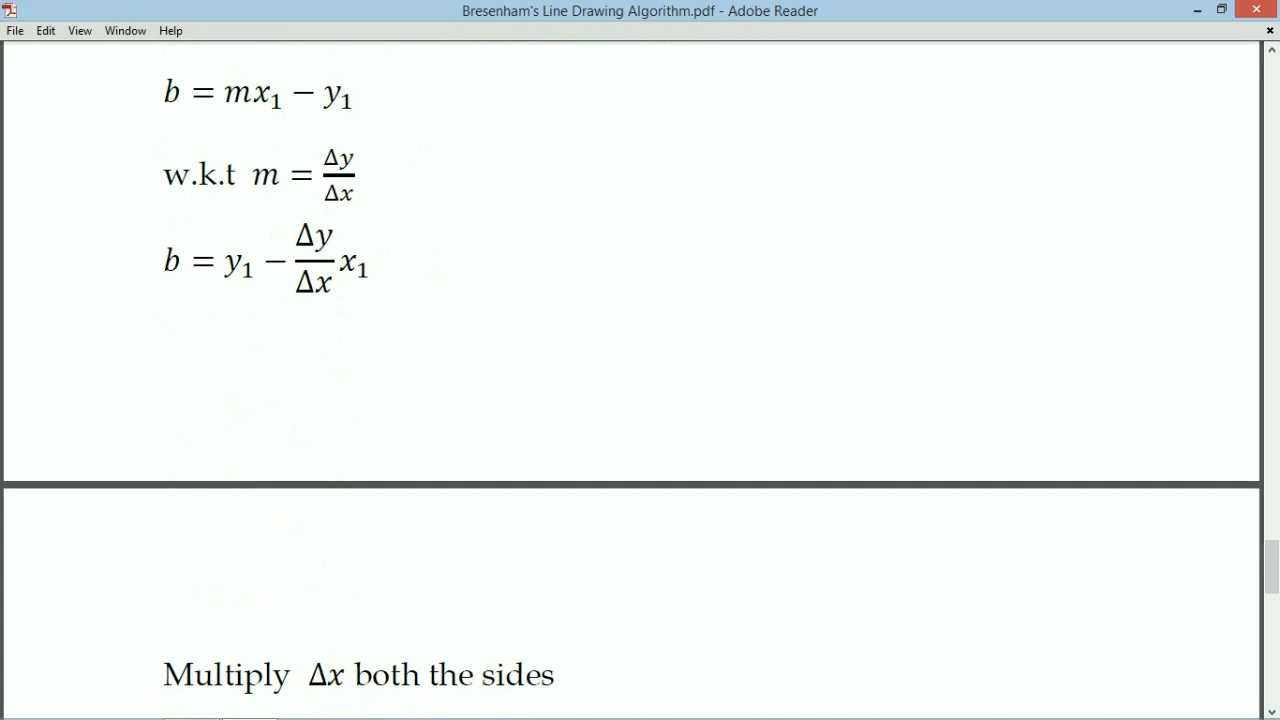 Bresenham's Line Drawing Algorithm.pdf - Adobe Reader
File Edit View Window Help
b = mx₁ − y₁
w.k.t m = Δy/Δx
b = y₁ − Δy/Δx x₁
Multiply Δx both the sides